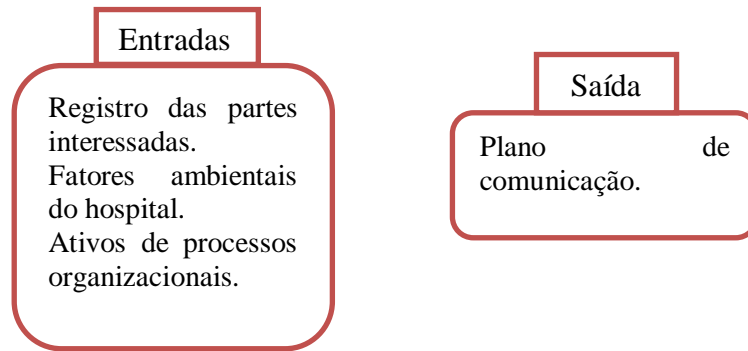 Entradas
Registro das partes
interessadas.
Fatores ambientais
do hospital.
Ativos de processos
organizacionais.
Saída
Plano de
comunicação.